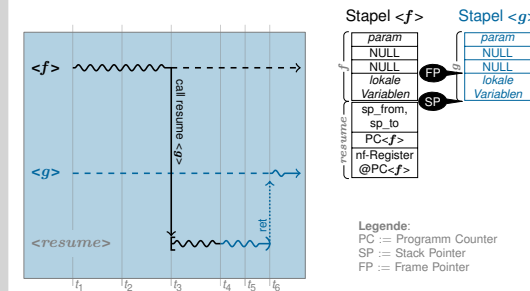 Stapel <f>
Stapel <g>
<f>
<g>
<resume>
call resume <g>
ret
t1
t2
t3
t4
t5
t6
f
resume
param
NULL
NULL
lokale
Variablen
sp_from,
sp_to
PC<f>
nf-Register
@PC<f>
FP
SP
g
param
NULL
NULL
lokale
Variablen
Legende:
PC := Programm Counter
SP := Stack Pointer
FP := Frame Pointer